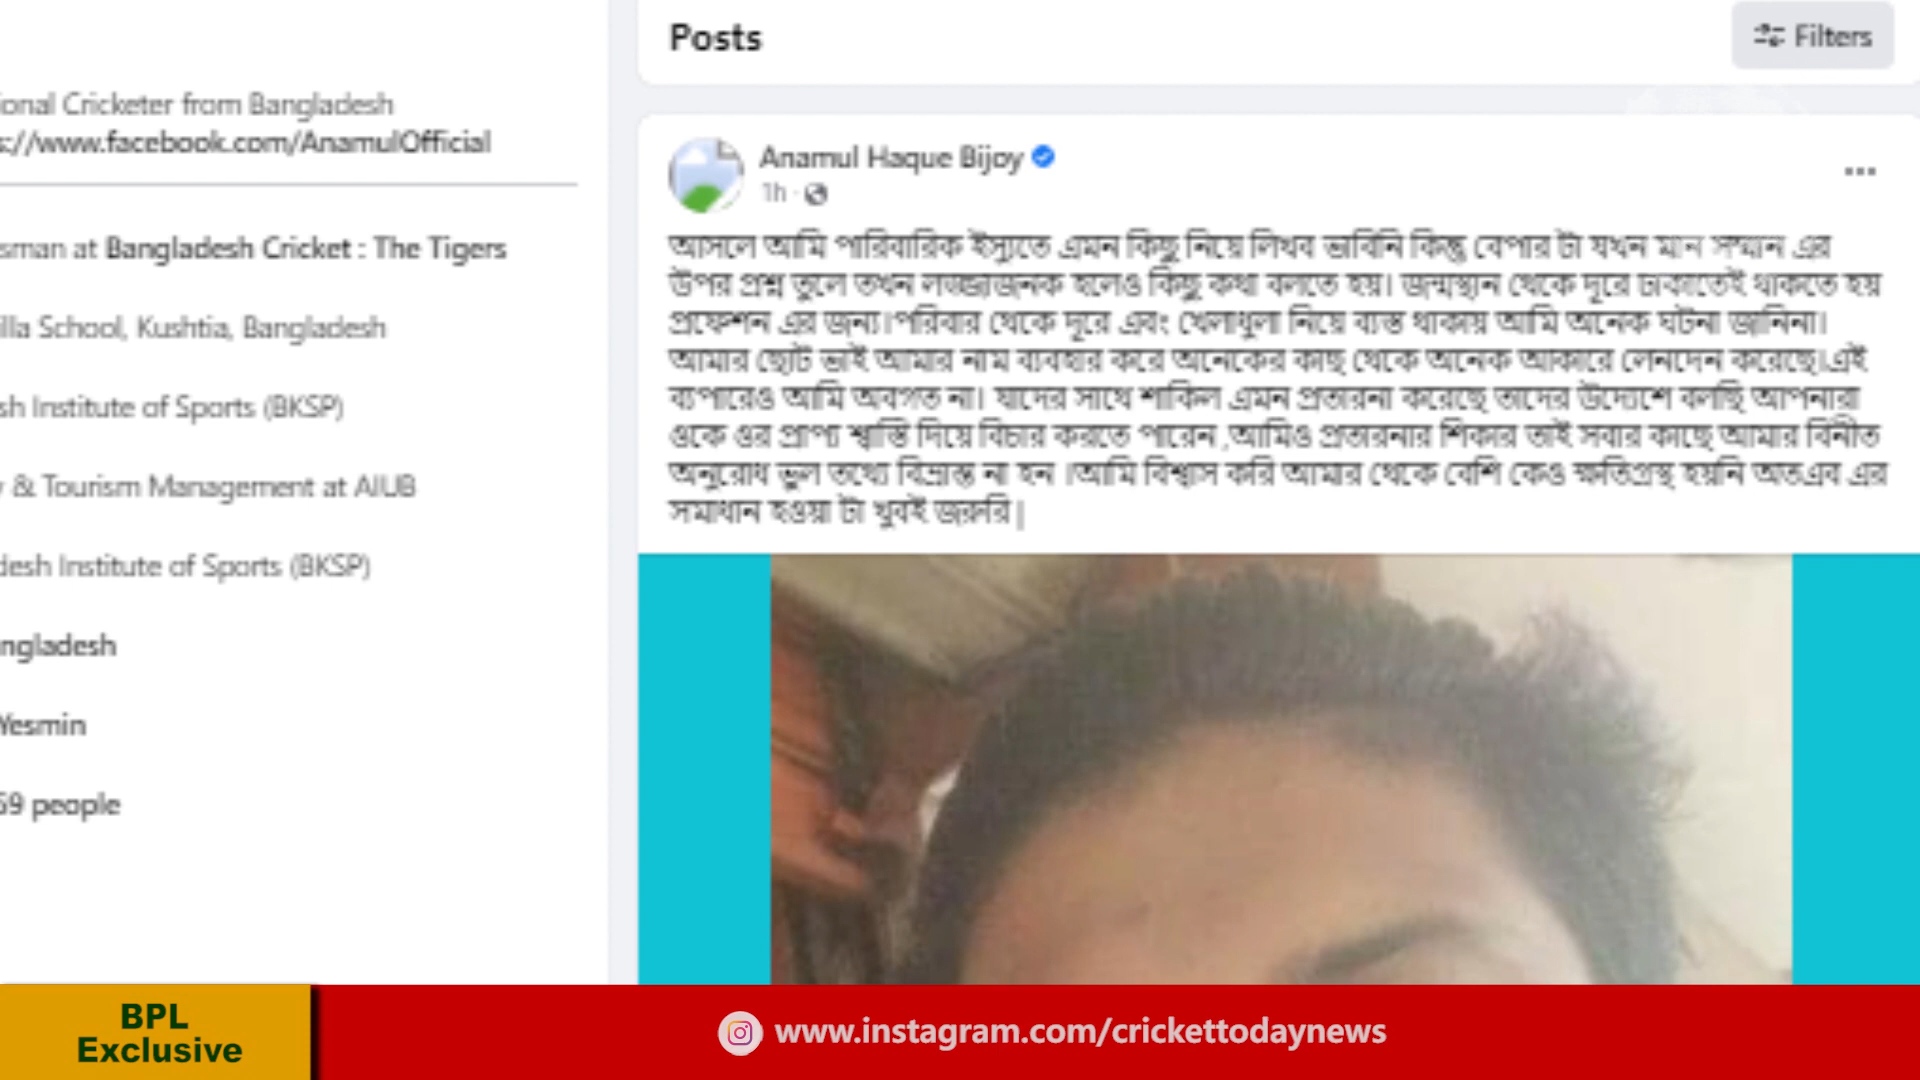 Posts
Filters
ional Cricketer from Bangladesh
s://www.facebook.com/AnamulOfficial
sman at Bangladesh Cricket : The Tigers
illa School, Kushtia, Bangladesh
sh Institute of Sports (BKSP)
y & Tourism Management at AIUB
desh Institute of Sports (BKSP)
ngladesh
Yesmin
59 people
Anamul Haque Bijoy
1h ·
আসলে আমি পারিবারিক ইস্যুতে এমন কিছু নিয়ে লিখব ভাবিনি কিন্তু বেপার টা যখন মান সম্মান এর
উপর প্রশ্ন তুলে তখন লজ্জাজনক হলেও কিছু কথা বলতে হয়। জন্মস্থান থেকে দূরে ঢাকাতেই থাকতে হয়
প্রফেশন এর জন্য।পরিবার থেকে দূরে এবং খেলাধুলা নিয়ে ব্যস্ত থাকায় আমি অনেক ঘটনা জানিনা।
আমার ছোট ভাই আমার নাম ব্যবহার করে অনেকের কাছ থেকে অনেক আকারে লেনদেন করেছে।এই
ব্যপারেও আমি অবগত না। যাদের সাথে শাকিল এমন প্রতারনা করেছে তাদের উদ্যেশে বলছি আপনারা
ওকে ওর প্রাপ্য শ্বাস্তি দিয়ে বিচার করতে পারেন ,আমিও প্রতারনার শিকার তাই সবার কাছে আমার বিনীত
অনুরোধ ভুল তথ্যে বিভ্রান্ত না হন ।আমি বিশ্বাস করি আমার থেকে বেশি কেও ক্ষতিগ্রস্থ হয়নি অতএব এর
সমাধান হওয়া টা খুবই জরুরি|
BPL
Exclusive
www.instagram.com/crickettodaynews